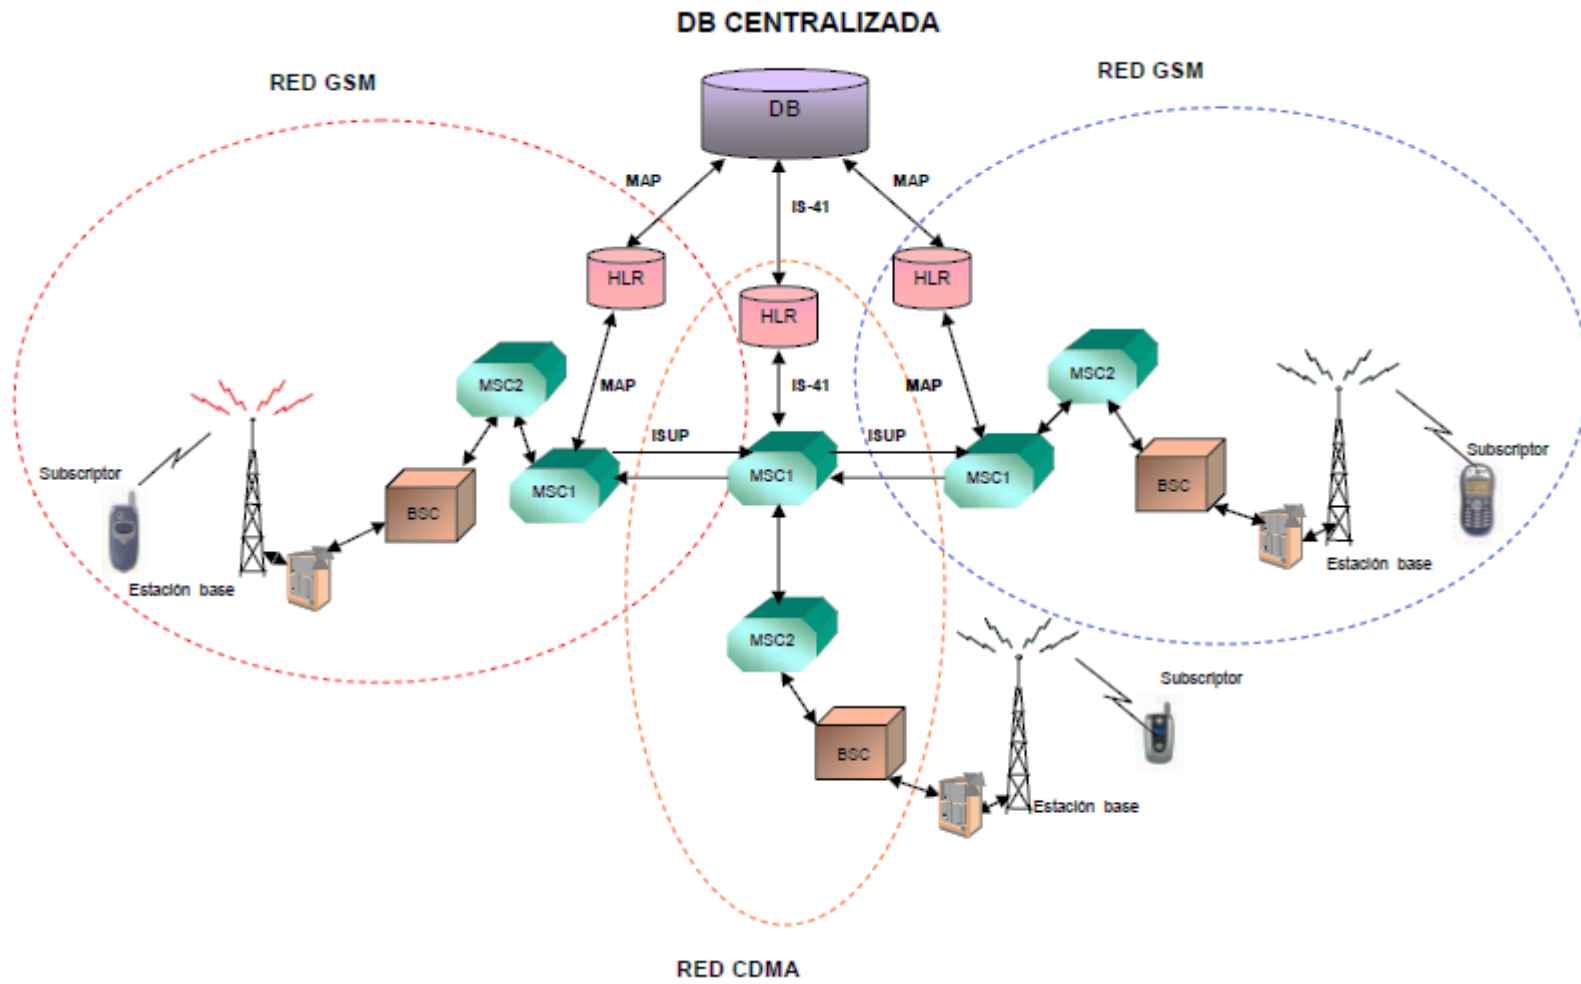 DB CENTRALIZADA
RED GSM
RED GSM
DB
MAP
IS-41
MAP
HLR
HLR
HLR
MSC2
MAP
IS-41
MAP
MSC2
ISUP
ISUP
Subscriptor
BSC
MSC1
MSC1
MSC1
BSC
Subscriptor
Estación base
Estación base
MSC2
Subscriptor
BSC
Estación base
RED CDMA